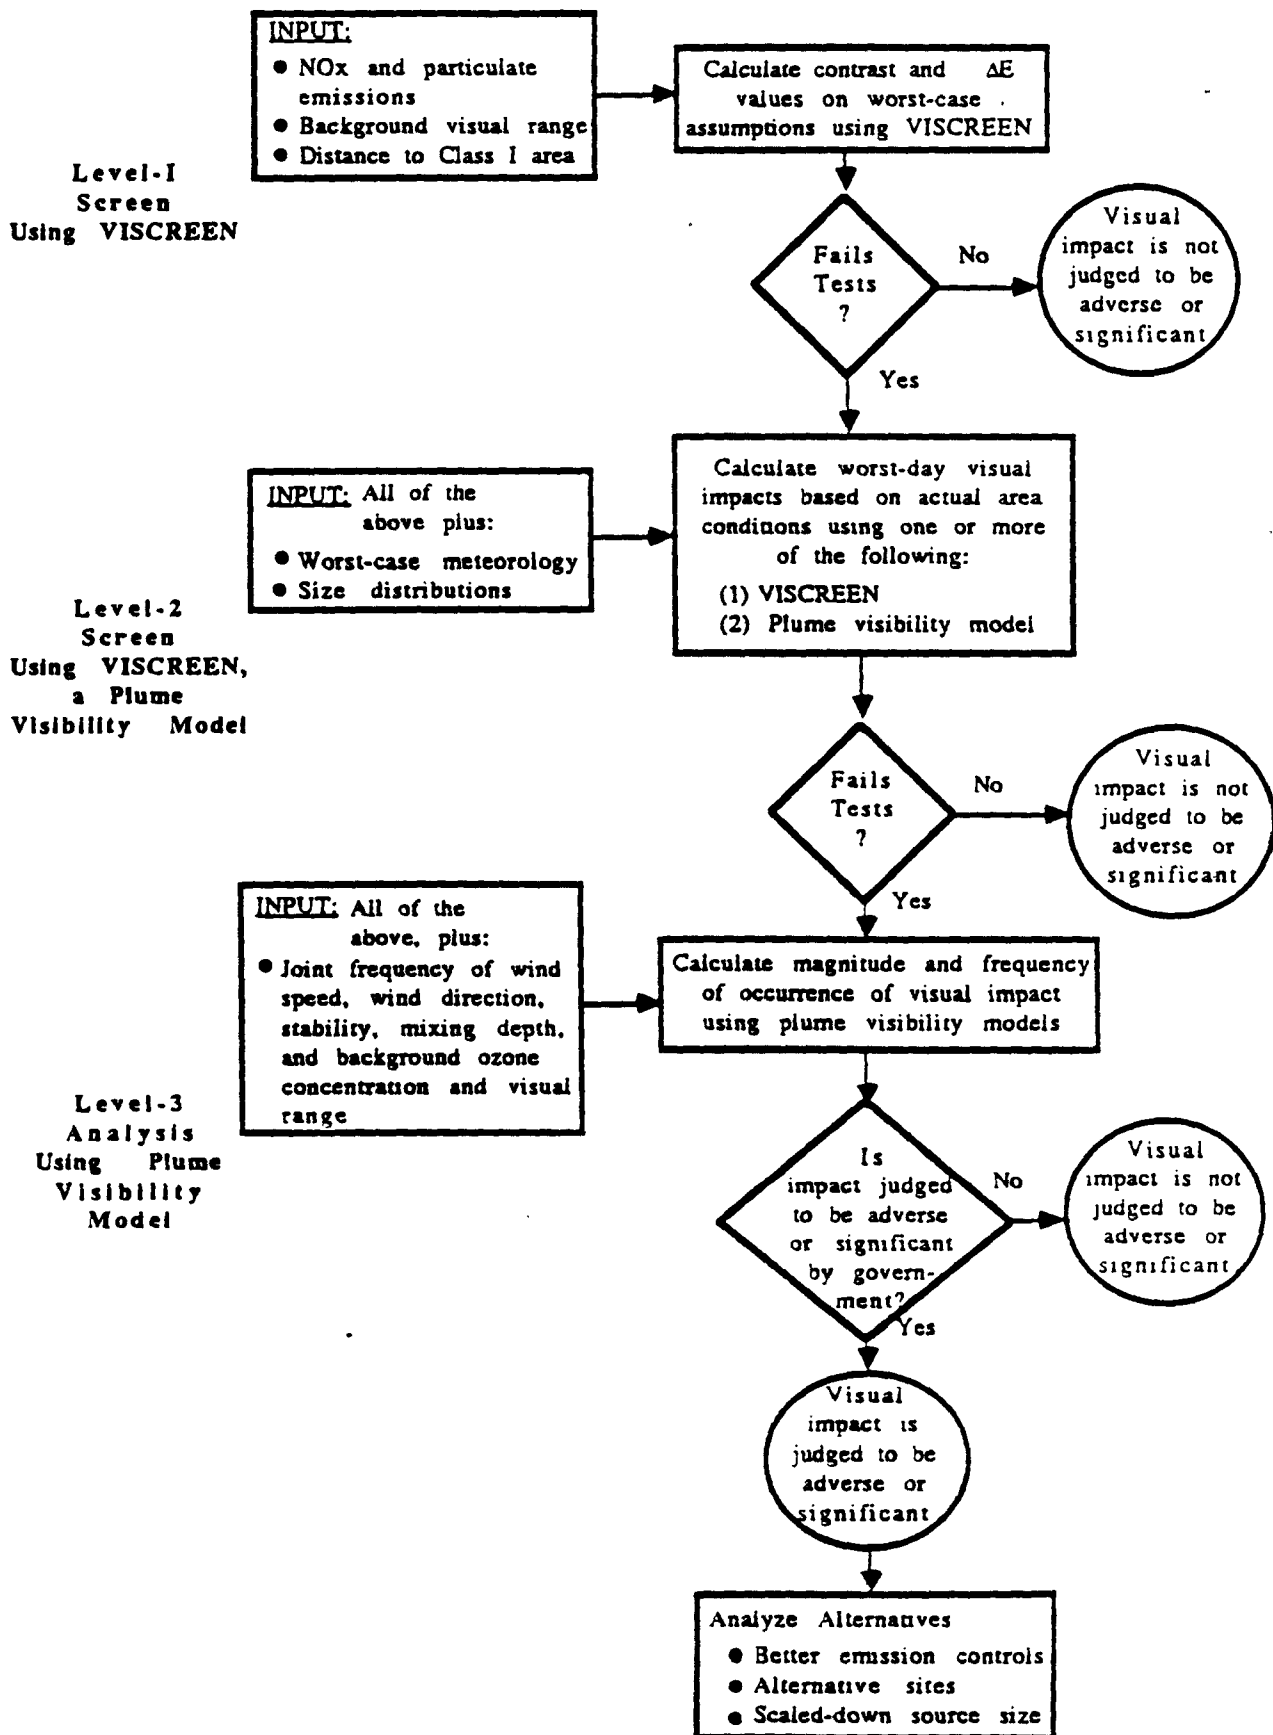 INPUT:
● NOx and particulate
emissions
● Background visual range
● Distance to Class I area
Calculate contrast and ΔE
values on worst-case
assumptions using VISCREEN
Level-1
Screen
Using VISCREEN
Fails
Tests
?
No
Visual
impact is not
judged to be
adverse or
significant
Yes
INPUT: All of the
above plus:
● Worst-case meteorology
● Size distributions
Calculate worst-day visual
impacts based on actual area
conditions using one or more
of the following:
(1) VISCREEN
(2) Plume visibility model
Level-2
Screen
Using VISCREEN,
a Plume
Visibility Model
Fails
Tests
?
No
Visual
impact is not
judged to be
adverse or
significant
Yes
INPUT: All of the
above, plus:
● Joint frequency of wind
speed, wind direction,
stability, mixing depth,
and background ozone
concentration and visual
range
Calculate magnitude and frequency
of occurrence of visual impact
using plume visibility models
Level-3
Analysis
Using Plume
Visibility
Model
Is
impact judged
to be adverse
or significant
by govern-
ment?
No
Visual
impact is not
judged to be
adverse or
significant
Yes
Visual
impact is
judged to be
adverse or
significant
Analyze Alternatives
● Better emission controls
● Alternative sites
● Scaled-down source size